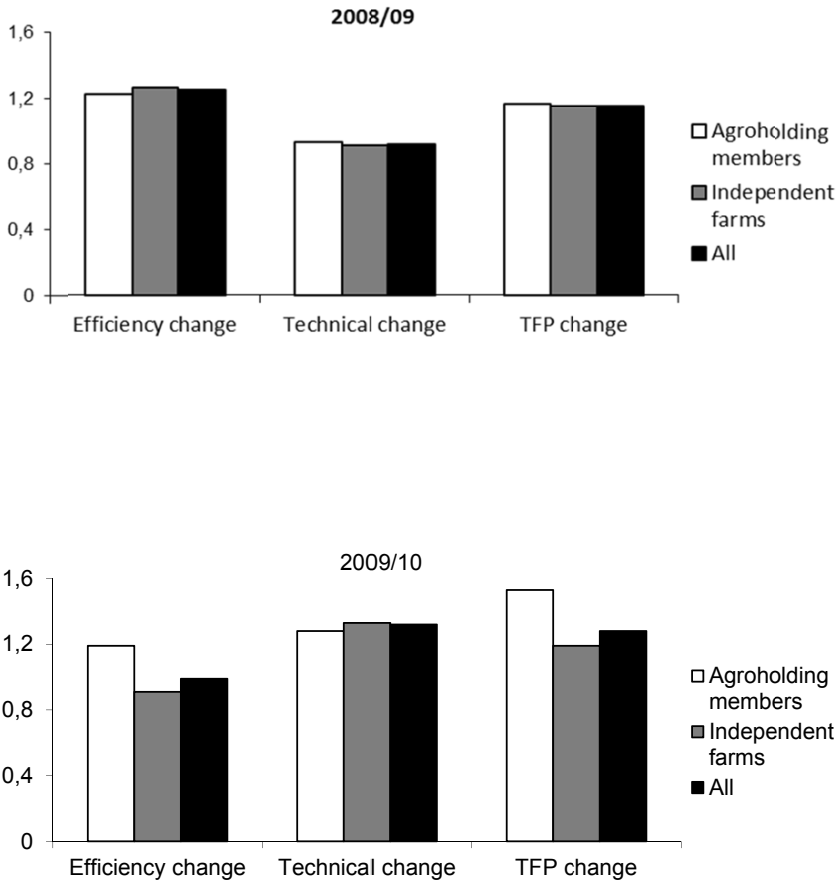 2008/09
1,6
1,2
0,8
0,4
0
Efficiency change
Technical change
TFP change
Agroholding
members
Independent
farms
All
2009/10
1,6
1,2
0,8
0,4
0
Efficiency change
Technical change
TFP change
Agroholding
members
Independent
farms
All